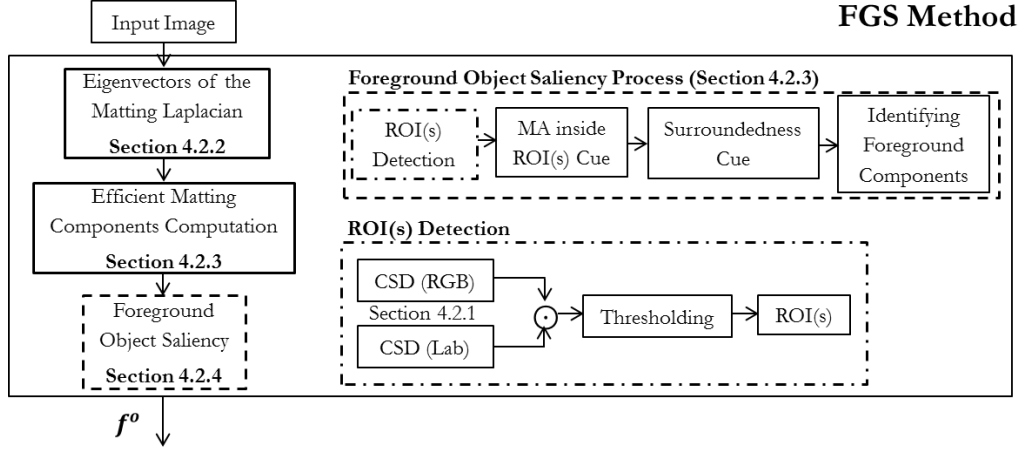 FGS Method
Input Image
Eigenvectors of the
Matting Laplacian
Section 4.2.2
Efficient Matting
Components Computation
Section 4.2.3
Foreground
Object Saliency
Section 4.2.4
f^o
Foreground Object Saliency Process (Section 4.2.3)
ROI(s)
Detection
MA inside
ROI(s) Cue
Surroundedness
Cue
Identifying
Foreground
Components
ROI(s) Detection
CSD (RGB)
Section 4.2.1
CSD (Lab)
Thresholding
ROI(s)